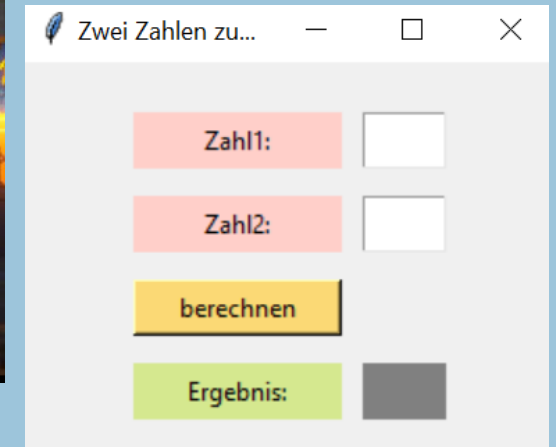 Zwei Zahlen zu...
Zahl1:
Zahl2:
berechnen
Ergebnis: